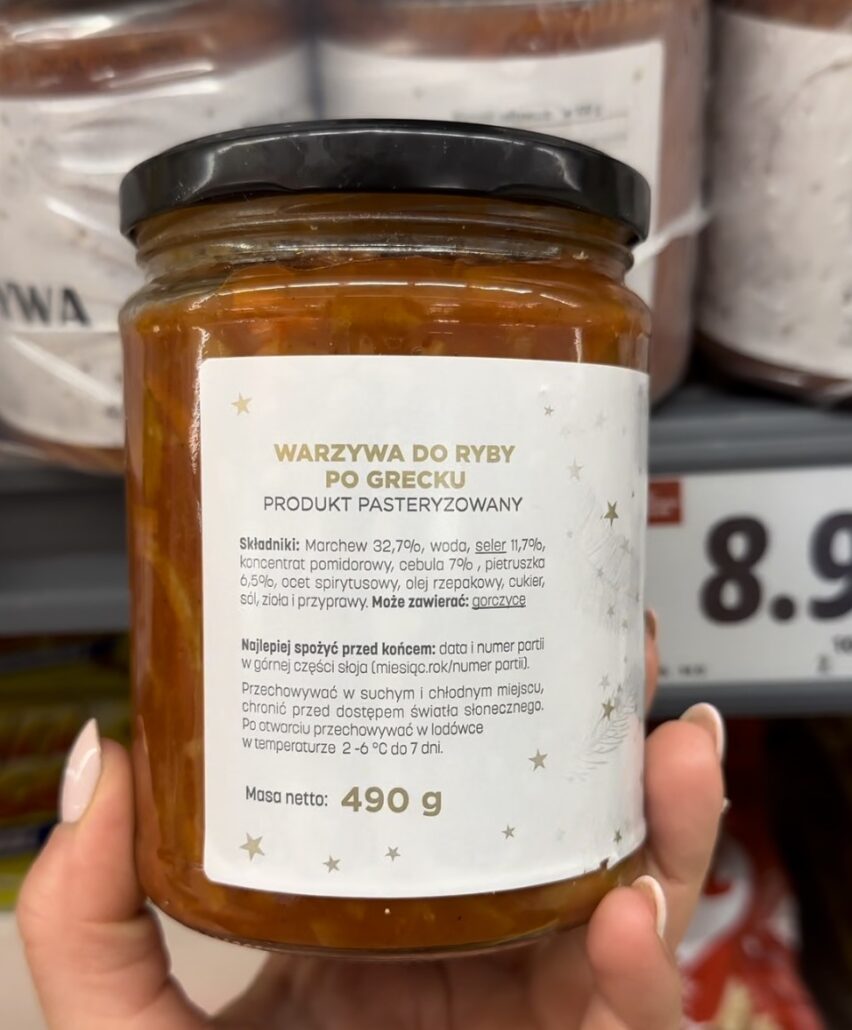 YWA
WARZYWA DO RYBY
PO GRECKU
PRODUKT PASTERYZOWANY
Składniki: Marchew 32,7%, woda, seler 11,7%,
koncentrat pomidorowy, cebula 7% , pietruszka
6,5%, ocet spirytusowy, olej rzepakowy, cukier,
sól, zioła i przyprawy. Może zawierać: gorczycę
Najlepiej spożyć przed końcem: data i numer partii
w górnej części słoja (miesiąc.rok/numer partii).
Przechowywać w suchym i chłodnym miejscu,
chronić przed dostępem światła słonecznego.
Po otwarciu przechowywać w lodówce
w temperaturze 2 -6 °C do 7 dni.
Masa netto: 490 g
8.9